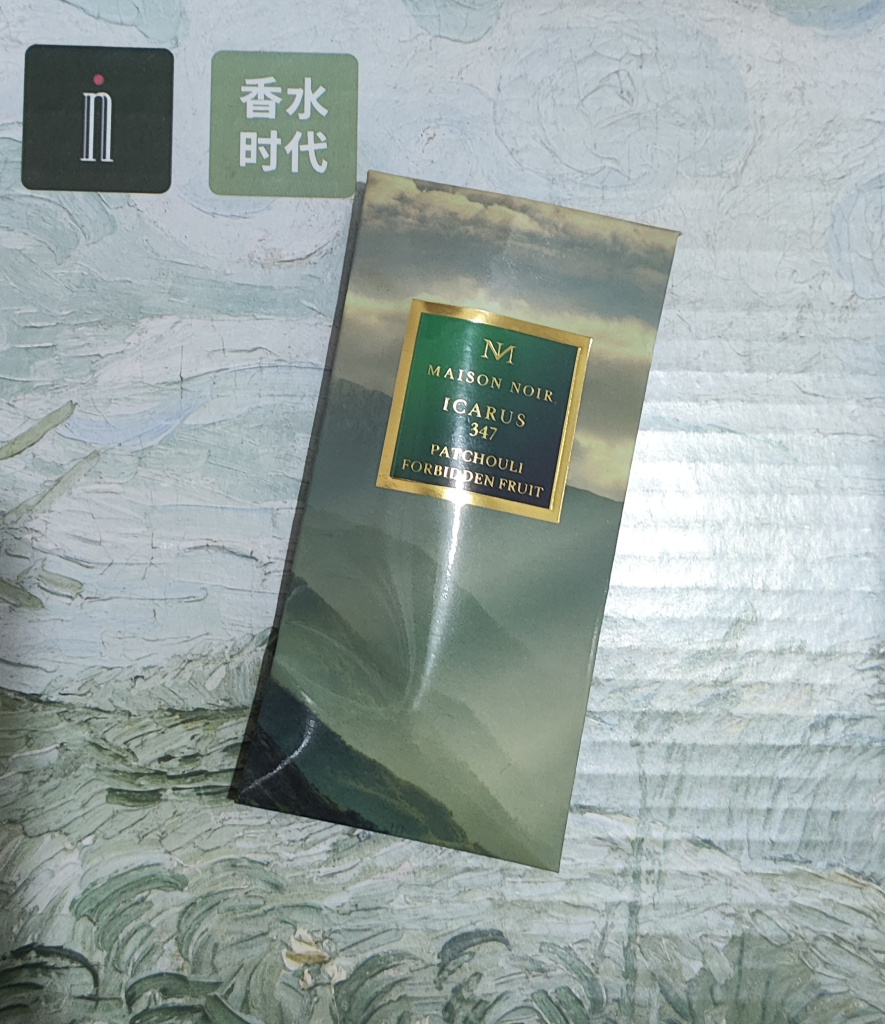 n
香水
时代
M
MAISON NOIR
ICARUS
347
PATCHOULI
FORBIDDEN FRUIT